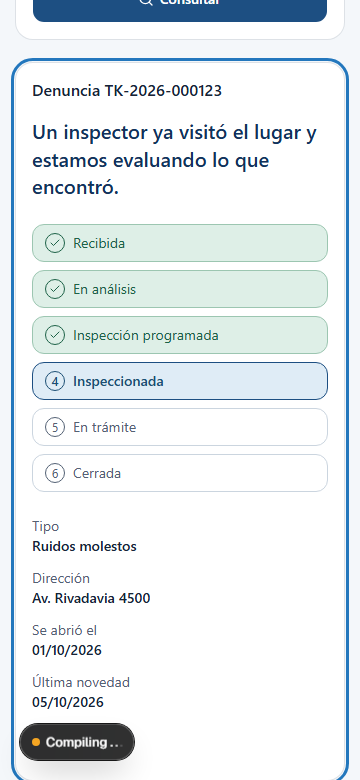 Consultar
Denuncia TK-2026-000123
Un inspector ya visitó el lugar y
estamos evaluando lo que
encontró.
Recibida
En análisis
Inspección programada
4 Inspeccionada
5 En trámite
6 Cerrada
Tipo
Ruidos molestos
Dirección
Av. Rivadavia 4500
Se abrió el
01/10/2026
Última novedad
05/10/2026
Compiling ...